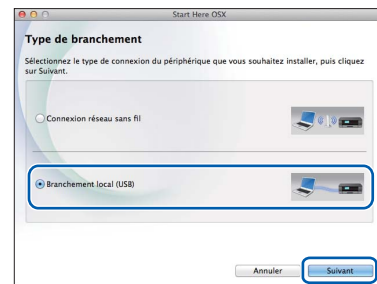 Start Here OSX
Type de branchement
Sélectionnez le type de connexion du périphérique que vous souhaitez installer, puis cliquez
sur Suivant.
Connexion réseau sans fil
Branchement local (USB)
Annuler
Suivant